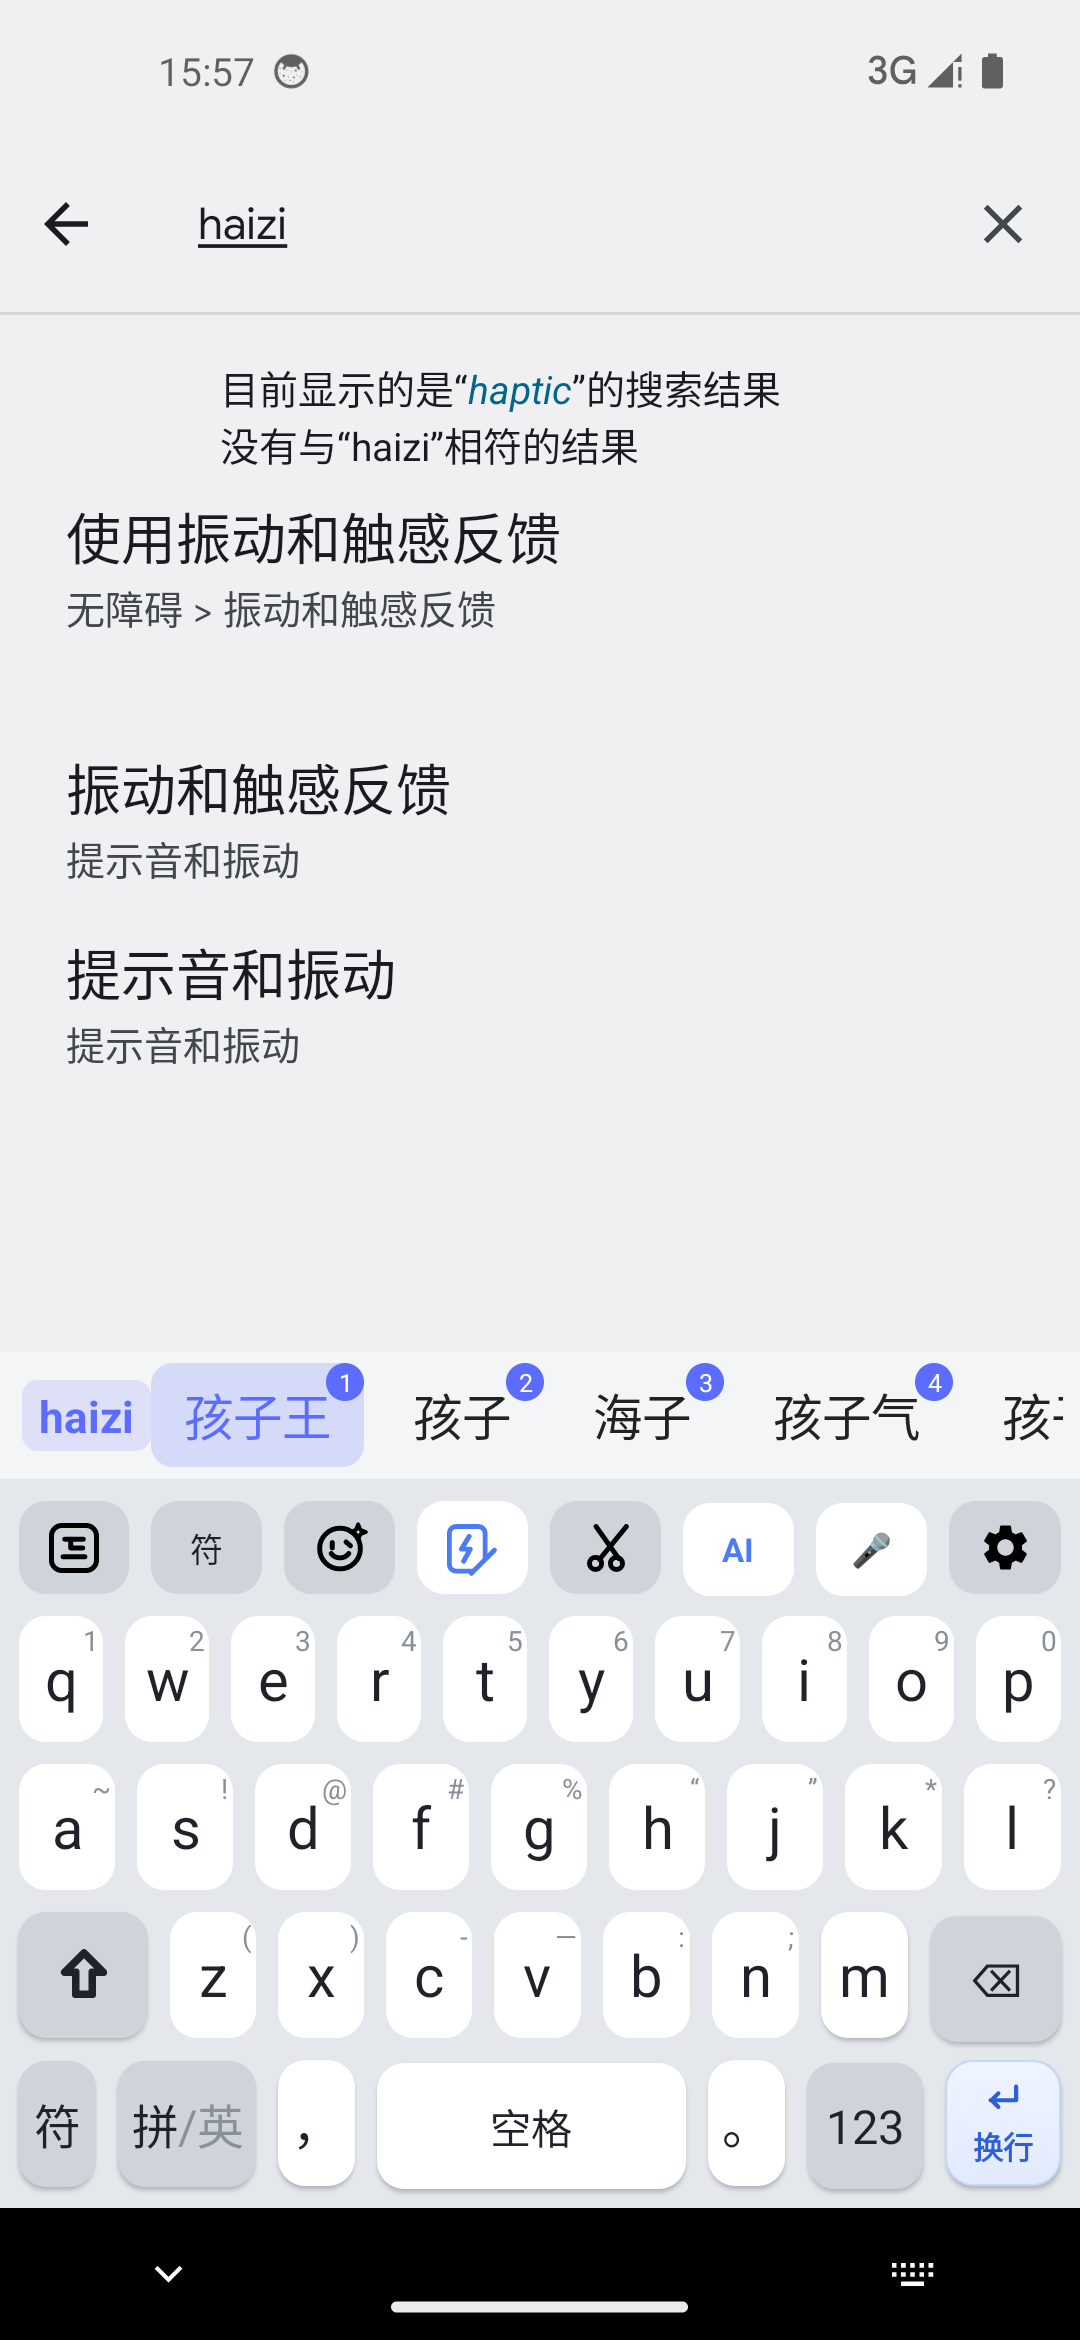 15:57 3G
haizi
目前显示的是“haptic”的搜索结果
没有与“haizi”相符的结果
使用振动和触感反馈
无障碍 > 振动和触感反馈
振动和触感反馈
提示音和振动
提示音和振动
提示音和振动
haizi 孩子王 1 孩子 2 海子 3 孩子气 4 孩
符 AI
q 1 w 2 e 3 r 4 t 5 y 6 u 7 i 8 o 9 p 0
a ~ s ! d @ f # g % h “ j ” k * l ?
z ( x ) c - v — b : n ; m
符 拼/英 ， 空格 。 123 换行